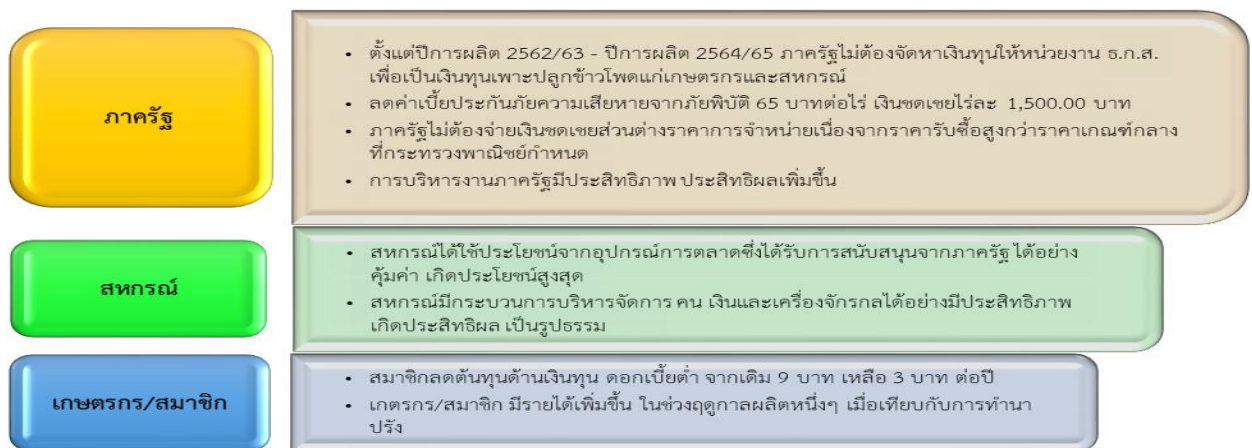 ภาครัฐ
• ตั้งแต่ปีการผลิต 2562/63 - ปีการผลิต 2564/65 ภาครัฐไม่ต้องจัดหาเงินทุนให้หน่วยงาน ธ.ก.ส.
เพื่อเป็นเงินทุนเพาะปลูกข้าวโพดแก่เกษตรกรและสหกรณ์
• ลดค่าเบี้ยประกันภัยความเสียหายจากภัยพิบัติ 65 บาทต่อไร่ เงินชดเชยไร่ละ 1,500.00 บาท
• ภาครัฐไม่ต้องจ่ายเงินชดเชยส่วนต่างราคาการจำหน่ายเนื่องจากราคารับซื้อสูงกว่าราคาเกณฑ์กลาง
ที่กระทรวงพาณิชย์กำหนด
• การบริหารงานภาครัฐมีประสิทธิภาพ ประสิทธิผลเพิ่มขึ้น
สหกรณ์
• สหกรณ์ได้ใช้ประโยชน์จากอุปกรณ์การตลาดซึ่งได้รับการสนับสนุนจากภาครัฐ ได้อย่าง
คุ้มค่า เกิดประโยชน์สูงสุด
• สหกรณ์มีกระบวนการบริหารจัดการ คน เงินและเครื่องจักรกลได้อย่างมีประสิทธิภาพ
เกิดประสิทธิผล เป็นรูปธรรม
เกษตรกร/สมาชิก
• สมาชิกลดต้นทุนด้านเงินทุน ดอกเบี้ยต่ำ จากเดิม 9 บาท เหลือ 3 บาท ต่อปี
• เกตรกร/สมาชิก มีรายได้เพิ่มขึ้น ในช่วงฤดูกาลผลิตหนึ่งๆ เมื่อเทียบกับการทำนา
ปรัง